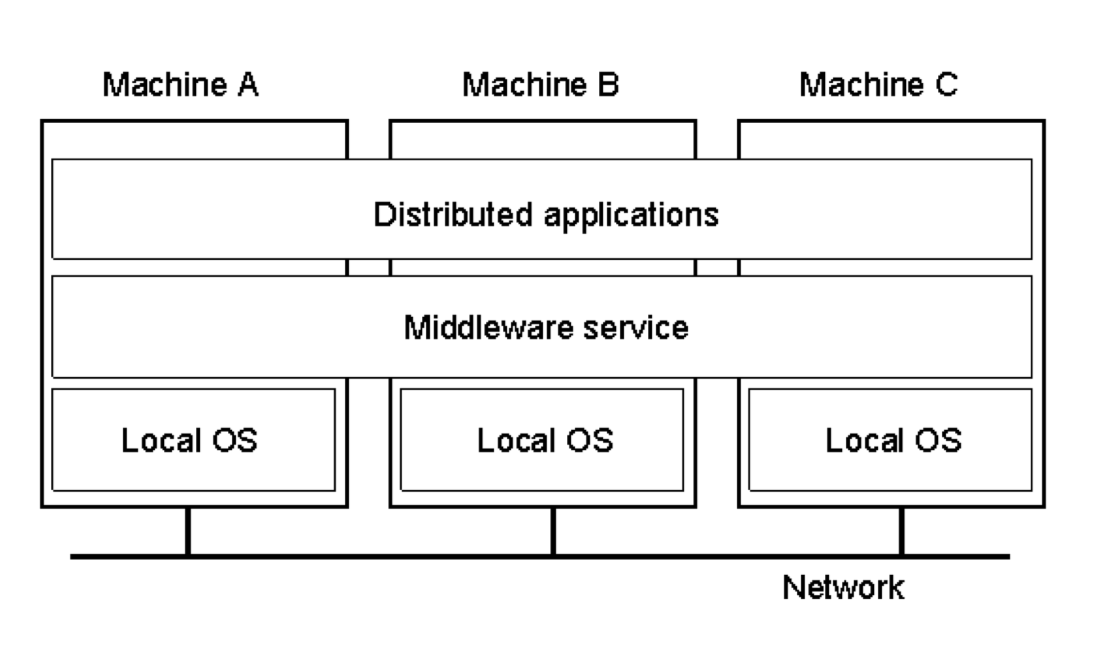 Machine A
Machine B
Machine C
Distributed applications
Middleware service
Local OS
Local OS
Local OS
Network